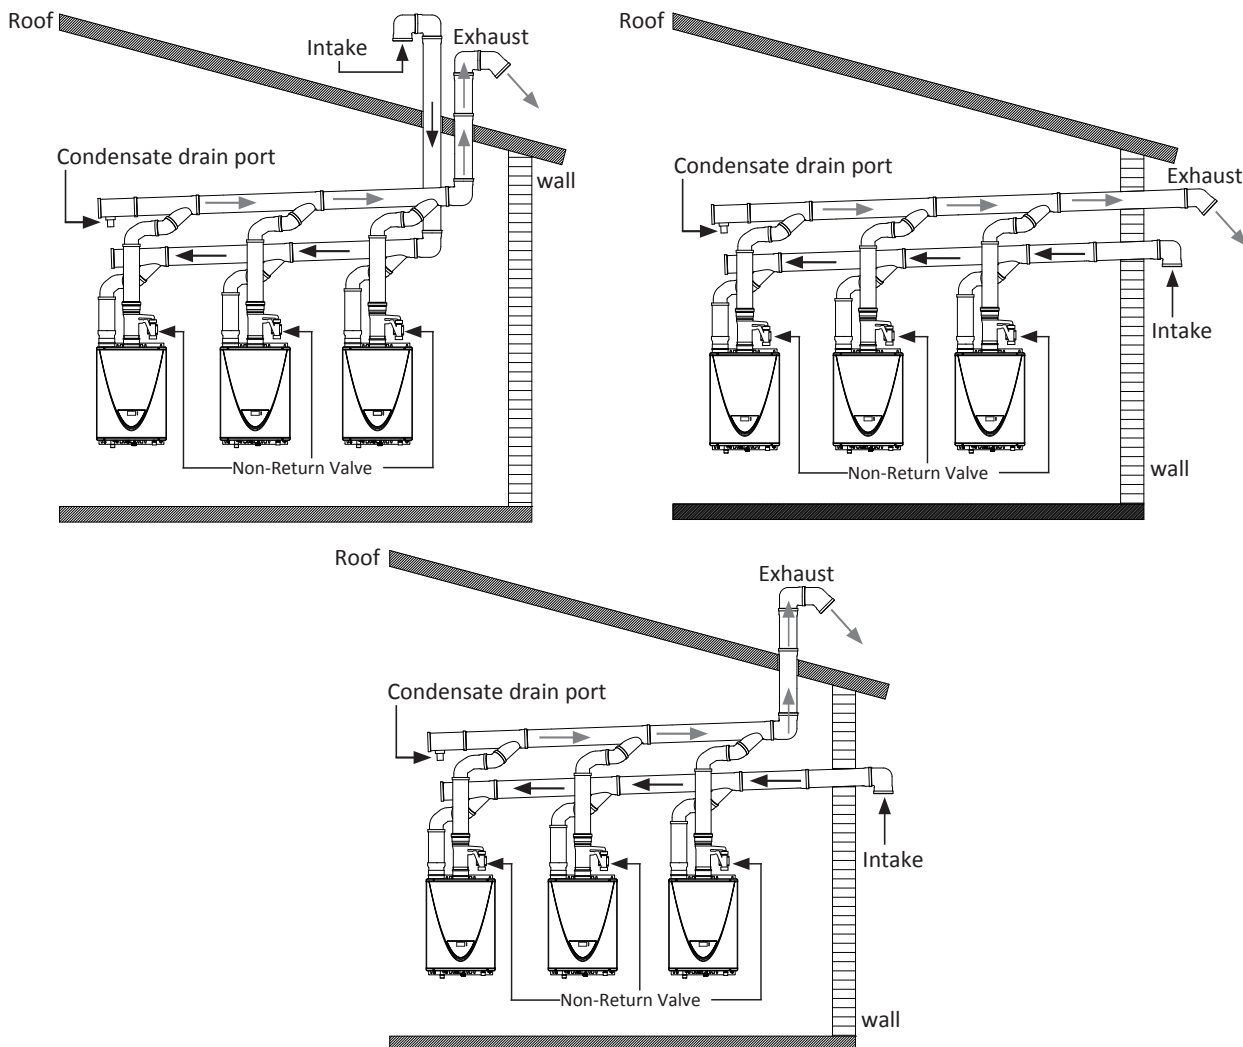 Roof
Intake
Exhaust
Condensate drain port
wall
Non-Return Valve
Roof
Condensate drain port
Exhaust
Intake
wall
Non-Return Valve
Roof
Exhaust
Condensate drain port
Intake
Non-Return Valve
wall